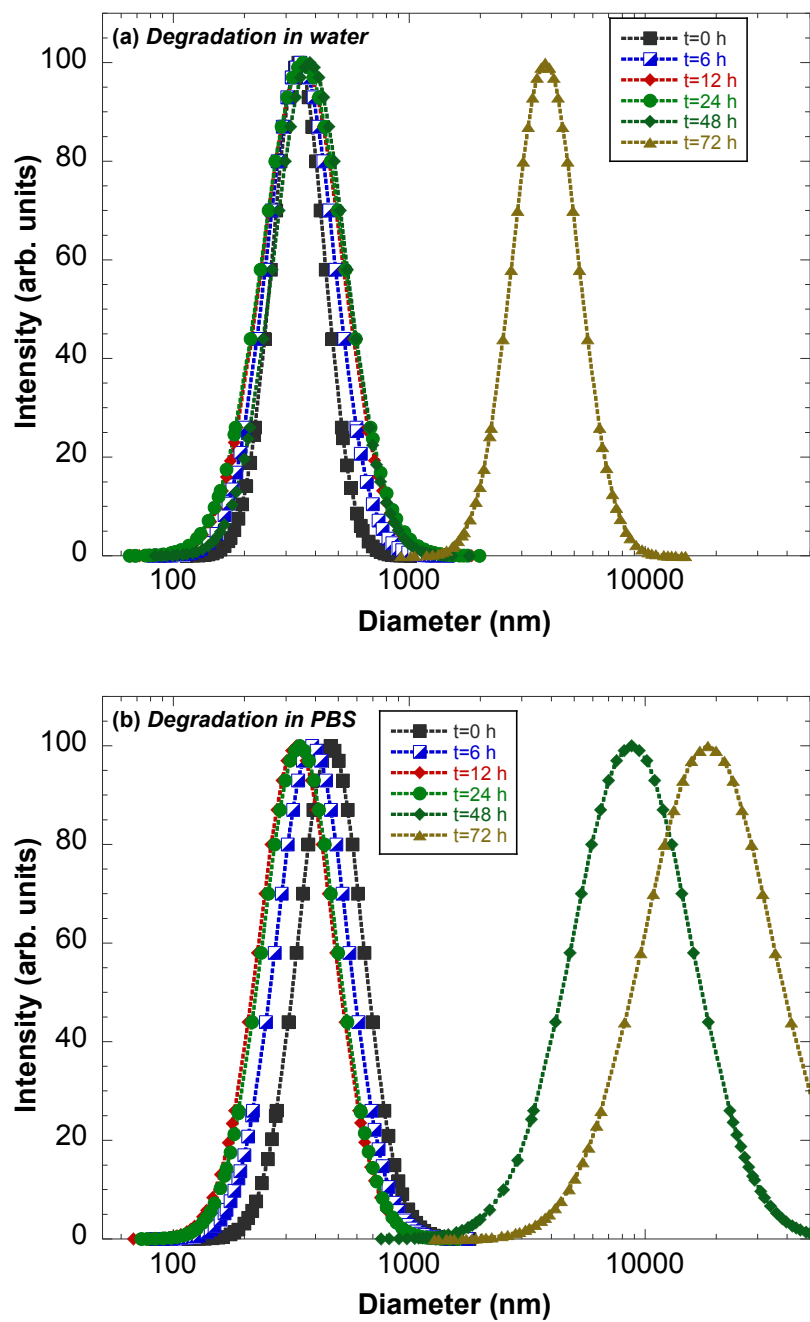 (a) Degradation in water
t=0 h
t=6 h
t=12 h
t=24 h
t=48 h
t=72 h
100
80
60
40
20
0
Intensity (arb. units)
100 1000 10000
Diameter (nm)
(b) Degradation in PBS
t=0 h
t=6 h
t=12 h
t=24 h
t=48 h
t=72 h
100
80
60
40
20
0
Intensity (arb. units)
100 1000 10000
Diameter (nm)